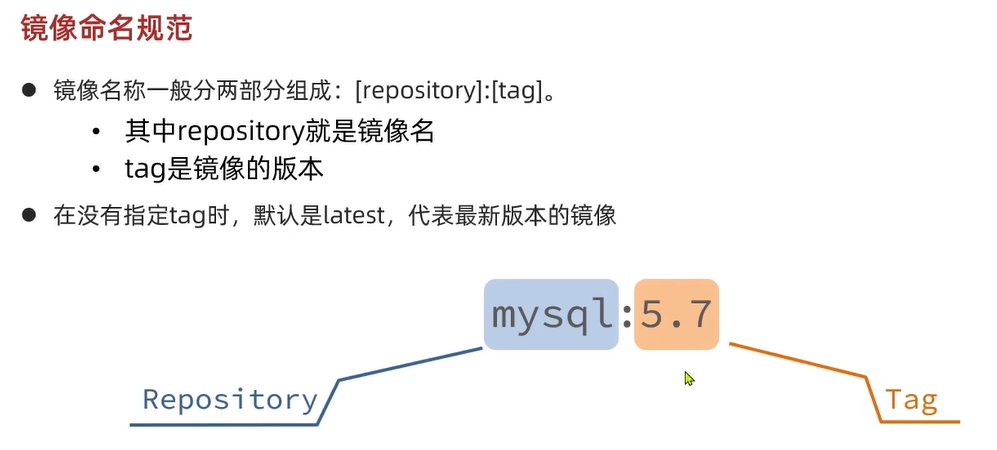 镜像命名规范
● 镜像名称一般分两部分组成：[repository]:[tag]。
• 其中repository就是镜像名
• tag是镜像的版本
● 在没有指定tag时，默认是latest，代表最新版本的镜像
mysql:5.7
Repository
Tag